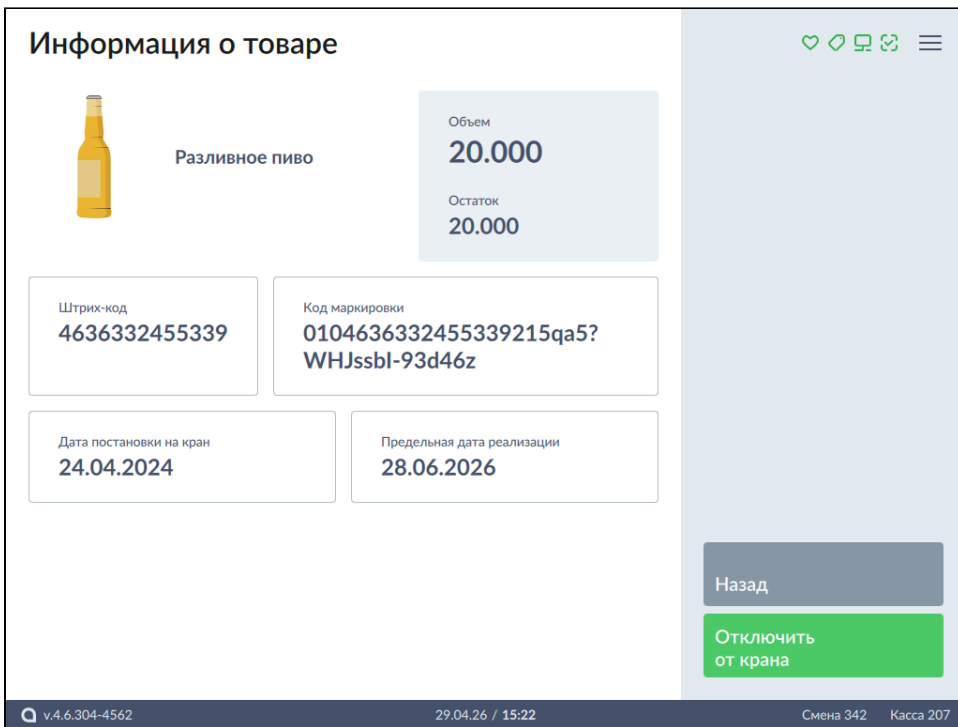 Информация о товаре
Разливное пиво
Объем
20.000
Остаток
20.000
Штрих-код
4636332455339
Код маркировки
0104636332455339215qa5?
WHJssbI-93d46z
Дата постановки на кран
24.04.2024
Предельная дата реализации
28.06.2026
Назад
Отключить
от крана
v.4.6.304-4562
29.04.26 / 15:22
Смена 342
Касса 207